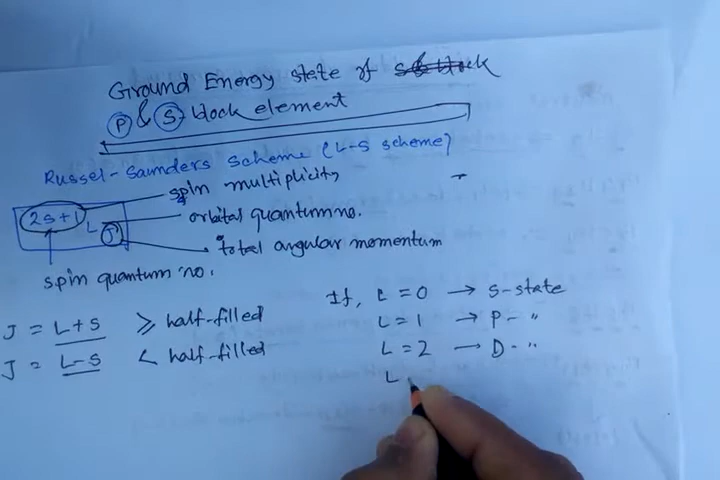 Ground Energy state of
P & S-block element
Russel-Saunders scheme (L-S scheme)
spin multiplicity
2S+1 L J
orbital quantum no.
total angular momentum
spin quantum no.
J = L+S ≥ half-filled
J = L-S < half-filled
If, L = 0 → S-state
L = 1 → P- "
L = 2 → D- "
L